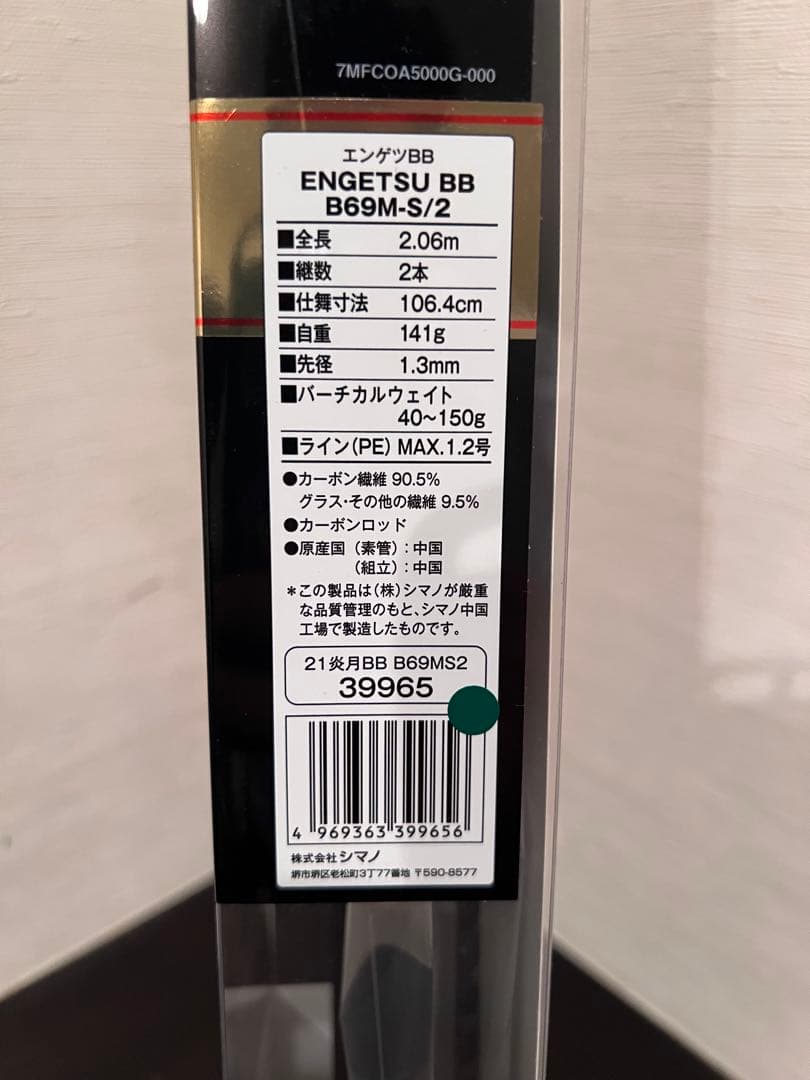 7MFCOA5000G-000
エンゲツBB
ENGETSU BB
B69M-S/2
■全長 2.06m
■継数 2本
■仕舞寸法 106.4cm
■自重 141g
■先径 1.3mm
■バーチカルウェイト
40~150g
■ライン(PE) MAX.1.2号
●カーボン繊維 90.5%
グラス・その他の繊維 9.5%
●カーボンロッド
●原産国(素管):中国
(組立):中国
*この製品は(株)シマノが厳重
な品質管理のもと、シマノ中国
工場で製造したものです。
21炎月BB B69MS2
39965
4 969363 399656
株式会社シマノ
堺市堺区老松町3丁77番地 〒590-8577